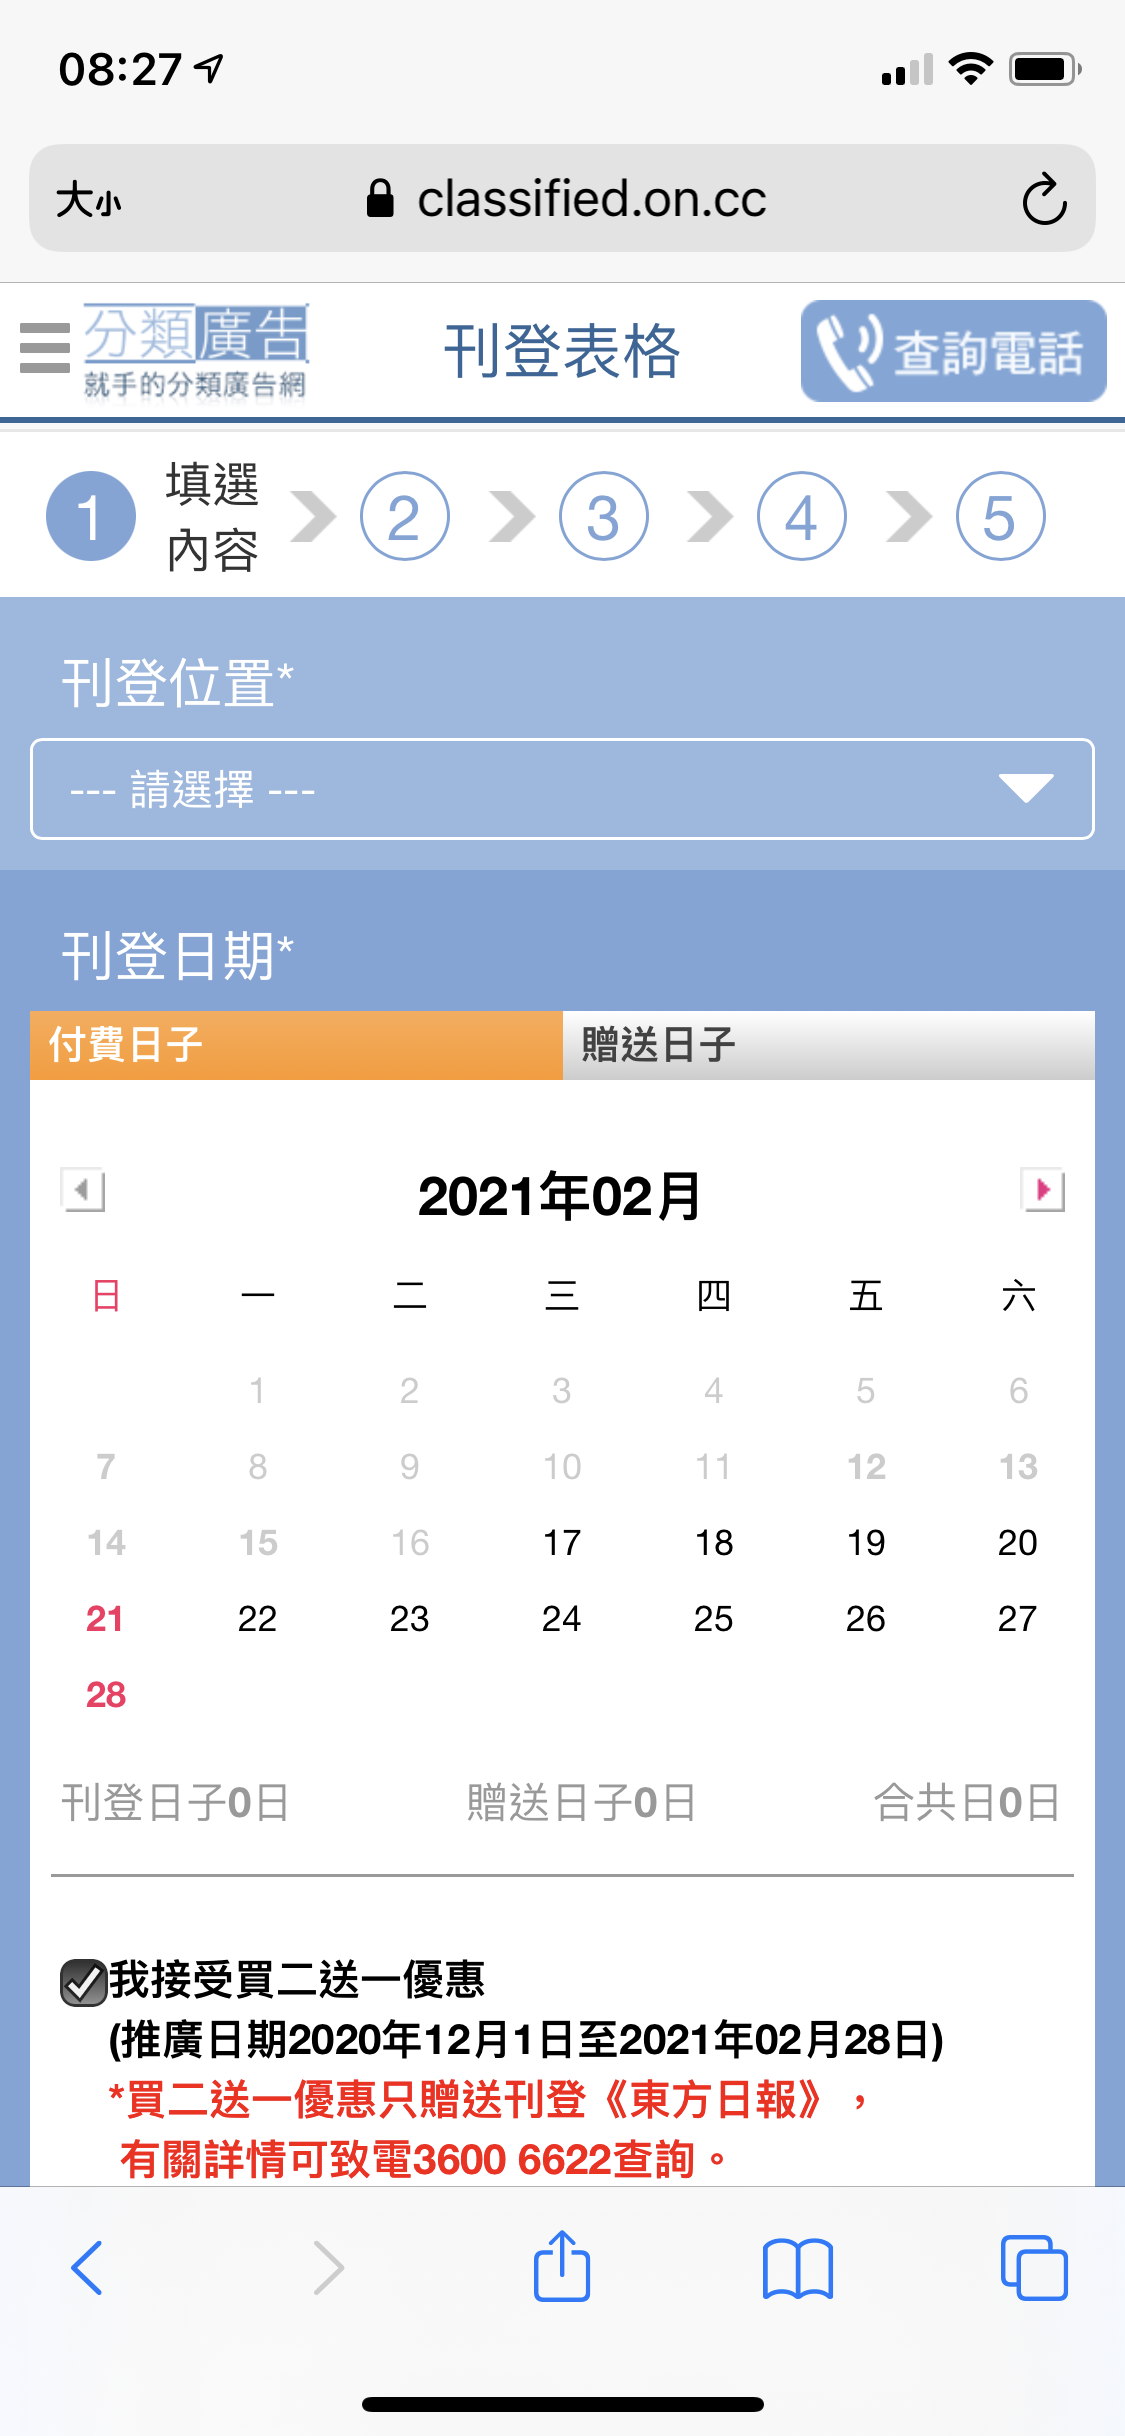 08:27
大小 classified.on.cc
分類廣告
就手的分類廣告網
刊登表格
查詢電話
1 填選內容 2 3 4 5
刊登位置*
--- 請選擇 ---
刊登日期*
付費日子 贈送日子
2021年02月
日 一 二 三 四 五 六
1 2 3 4 5 6
7 8 9 10 11 12 13
14 15 16 17 18 19 20
21 22 23 24 25 26 27
28
刊登日子0日 贈送日子0日 合共日0日
我接受買二送一優惠
(推廣日期2020年12月1日至2021年02月28日)
*買二送一優惠只贈送刊登《東方日報》，
有關詳情可致電3600 6622查詢。